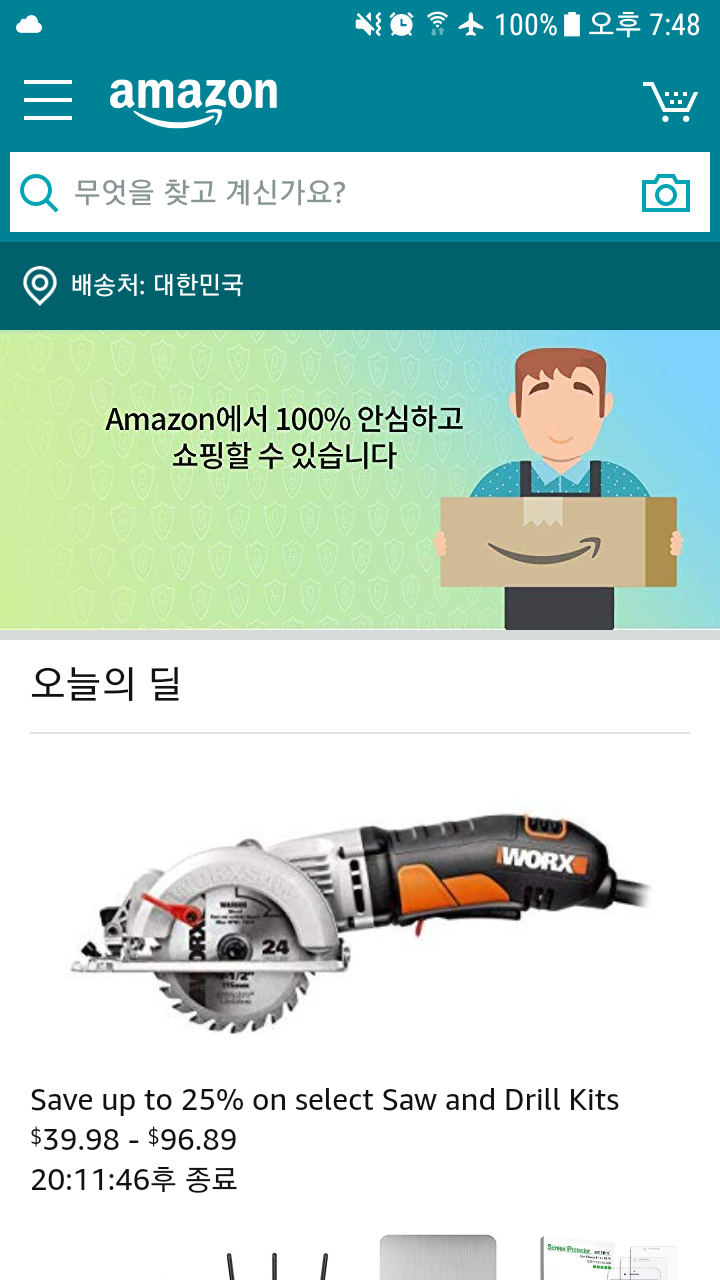 100% 오후 7:48
amazon
무엇을 찾고 계신가요?
배송처: 대한민국
Amazon에서 100% 안심하고
쇼핑할 수 있습니다
오늘의 딜
WORX
24
Save up to 25% on select Saw and Drill Kits
$39.98 - $96.89
20:11:46후 종료
Screen Protector